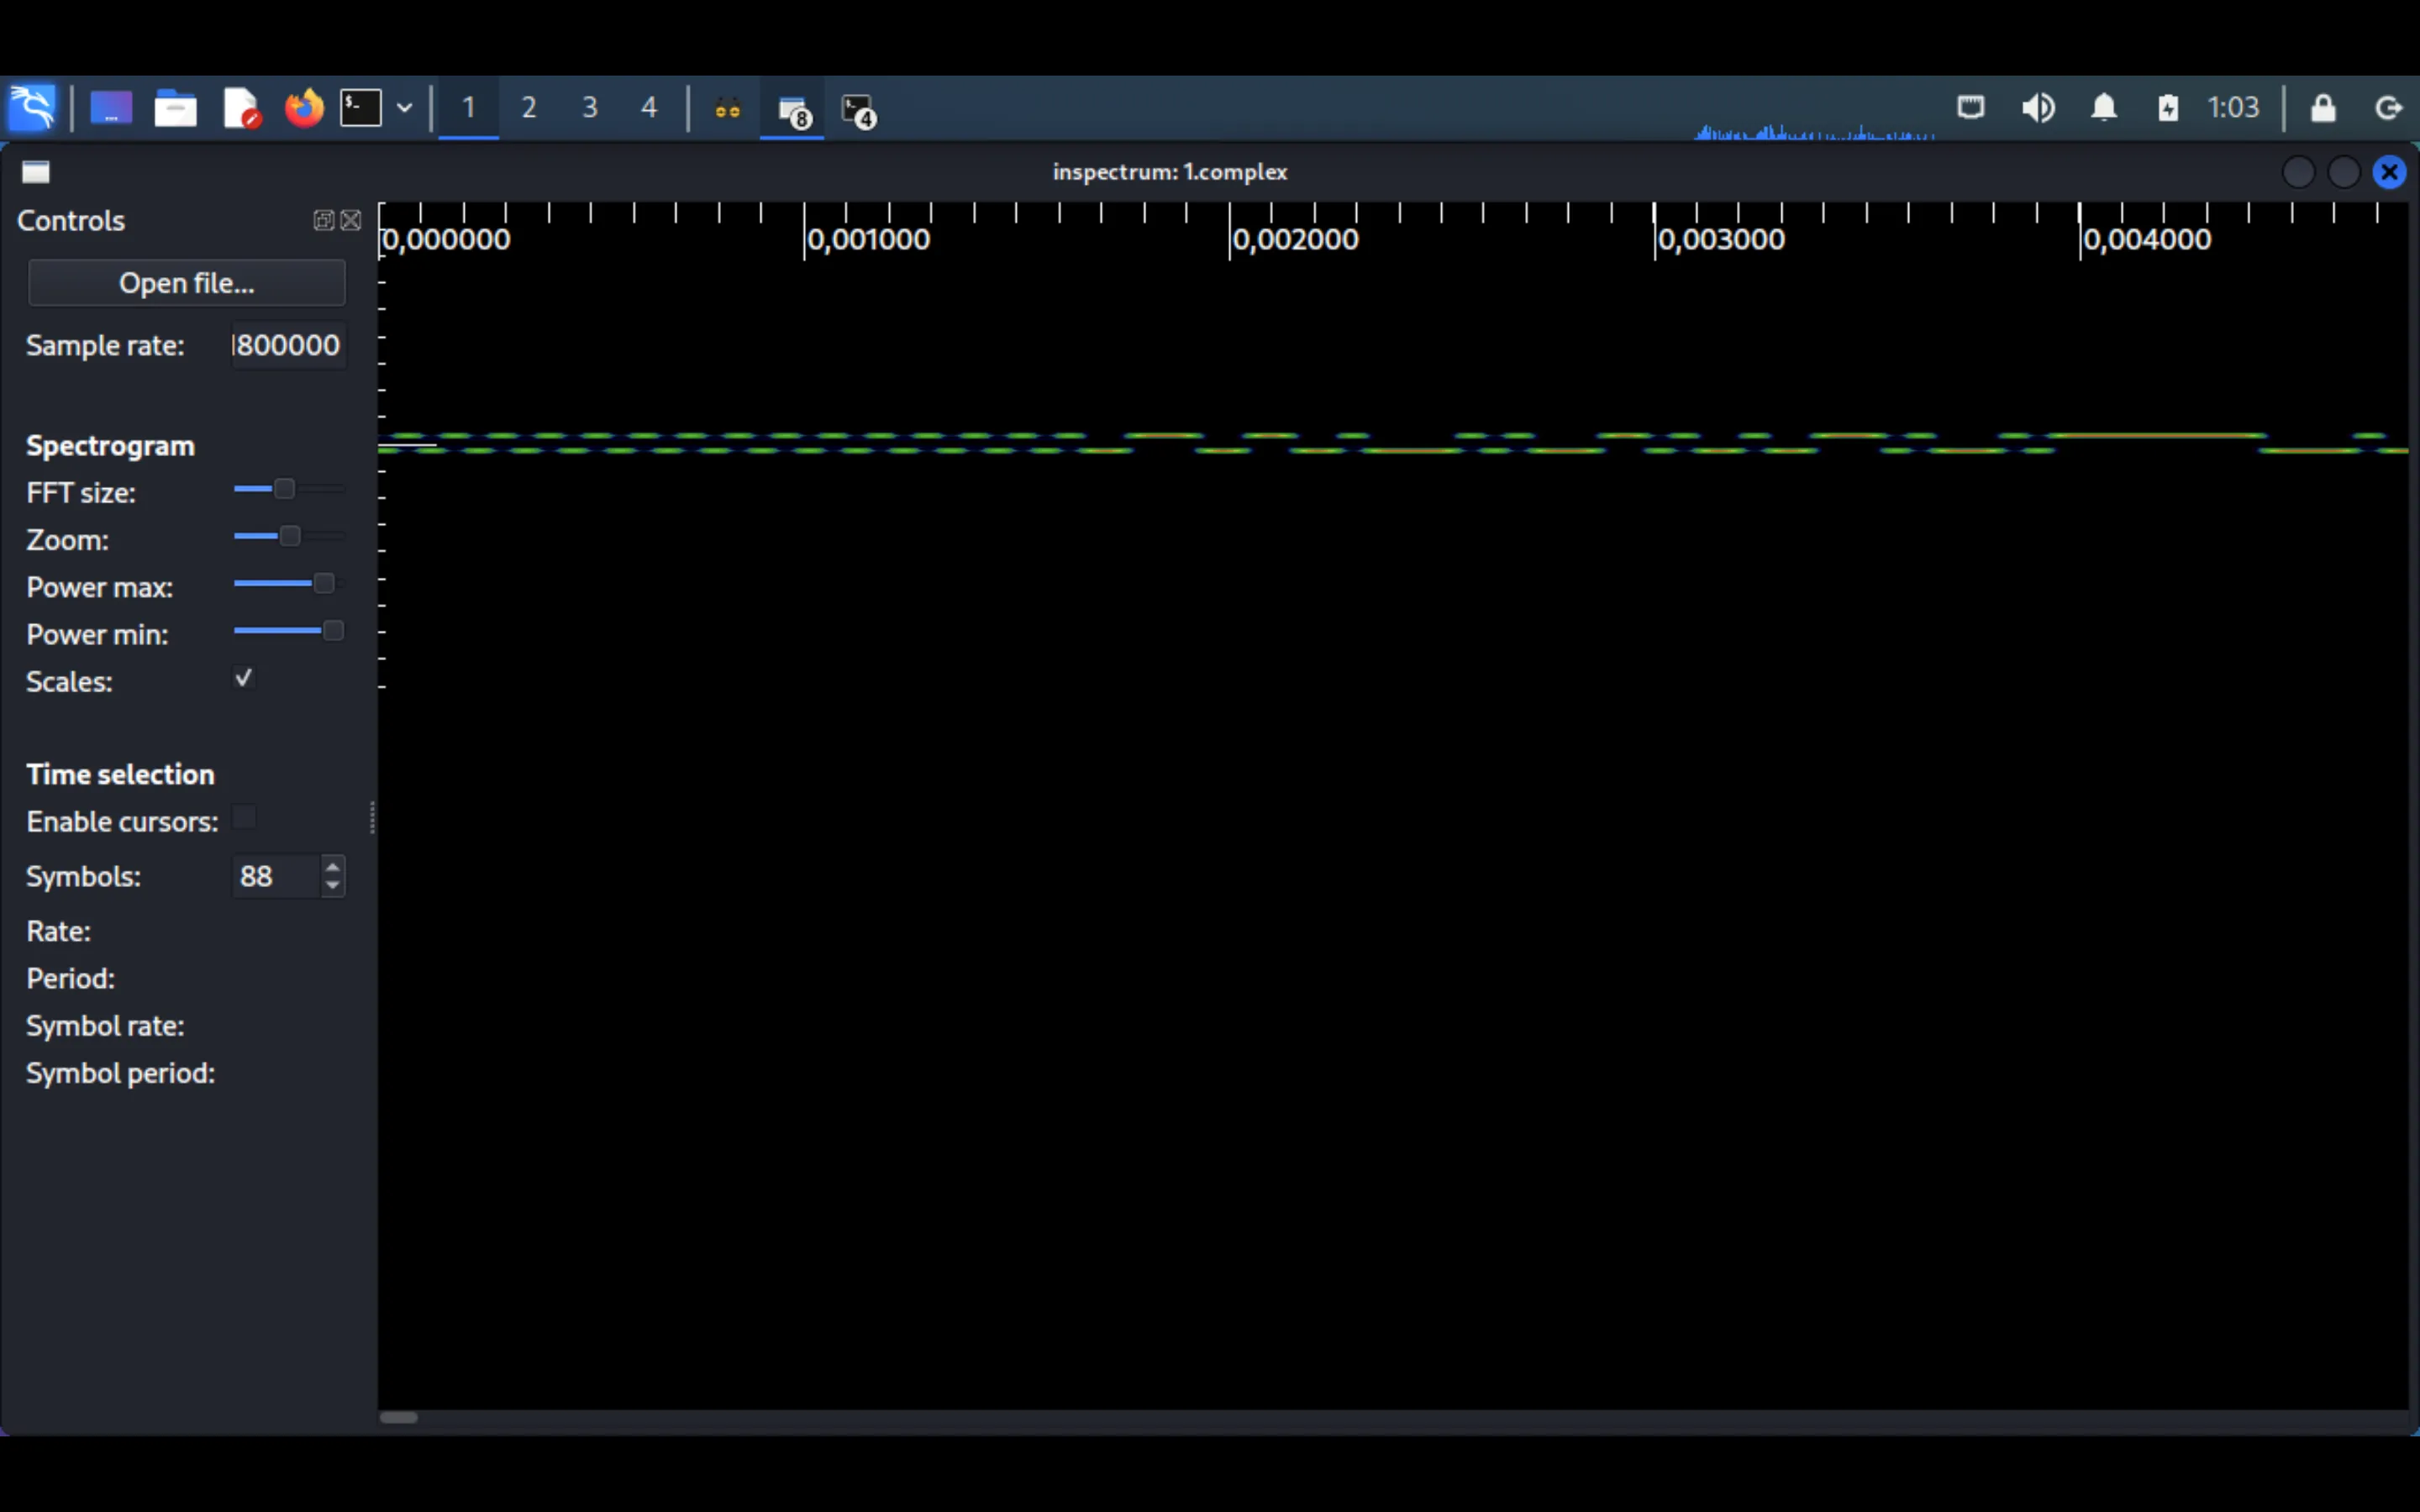 1 2 3 4 8 $- 4 1:03
inspectrum: 1.complex
Controls
Open file...
Sample rate: 800000
Spectrogram
FFT size:
Zoom:
Power max:
Power min:
Scales:
Time selection
Enable cursors:
Symbols: 88
Rate:
Period:
Symbol rate:
Symbol period:
0,000000 0,001000 0,002000 0,003000 0,004000